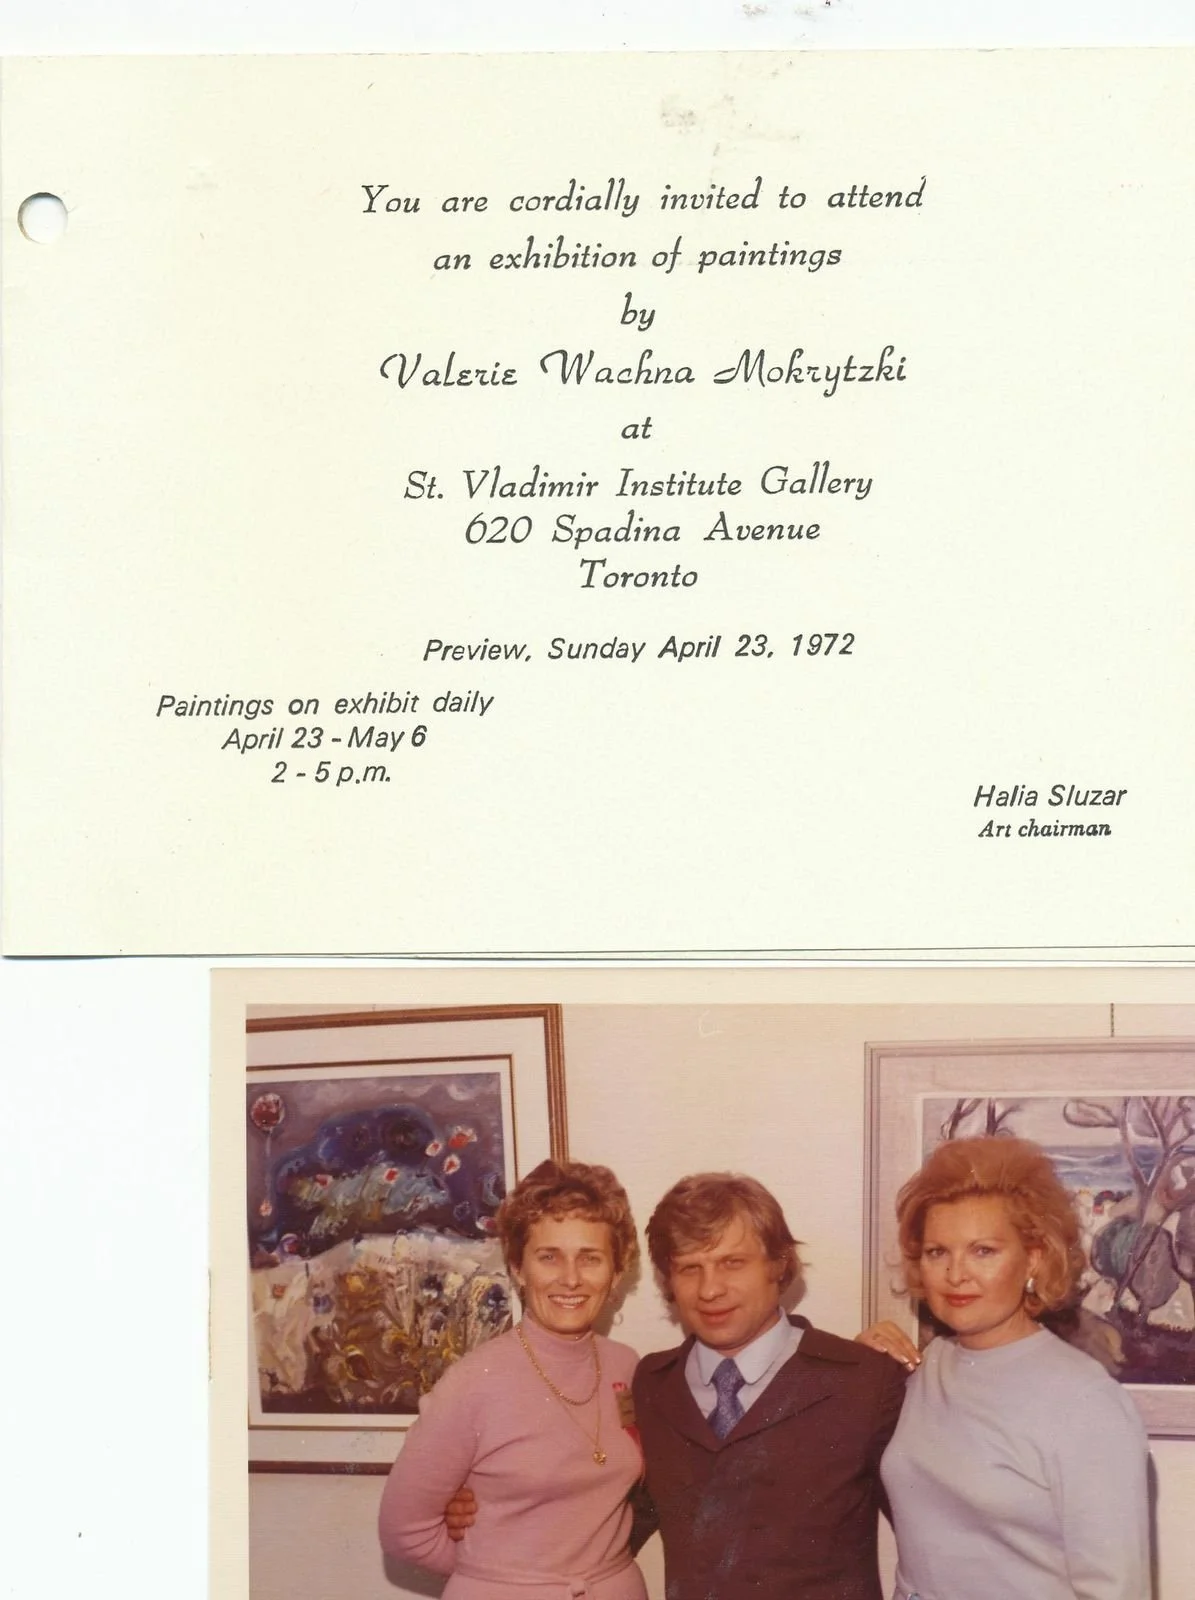 You are cordially invited to attend
an exhibition of paintings
by
Valerie Wachna Mokrytzki
at
St. Vladimir Institute Gallery
620 Spadina Avenue
Toronto
Preview, Sunday April 23, 1972
Paintings on exhibit daily
April 23 - May 6
2 - 5 p.m.
Halia Sluzar
Art chairman